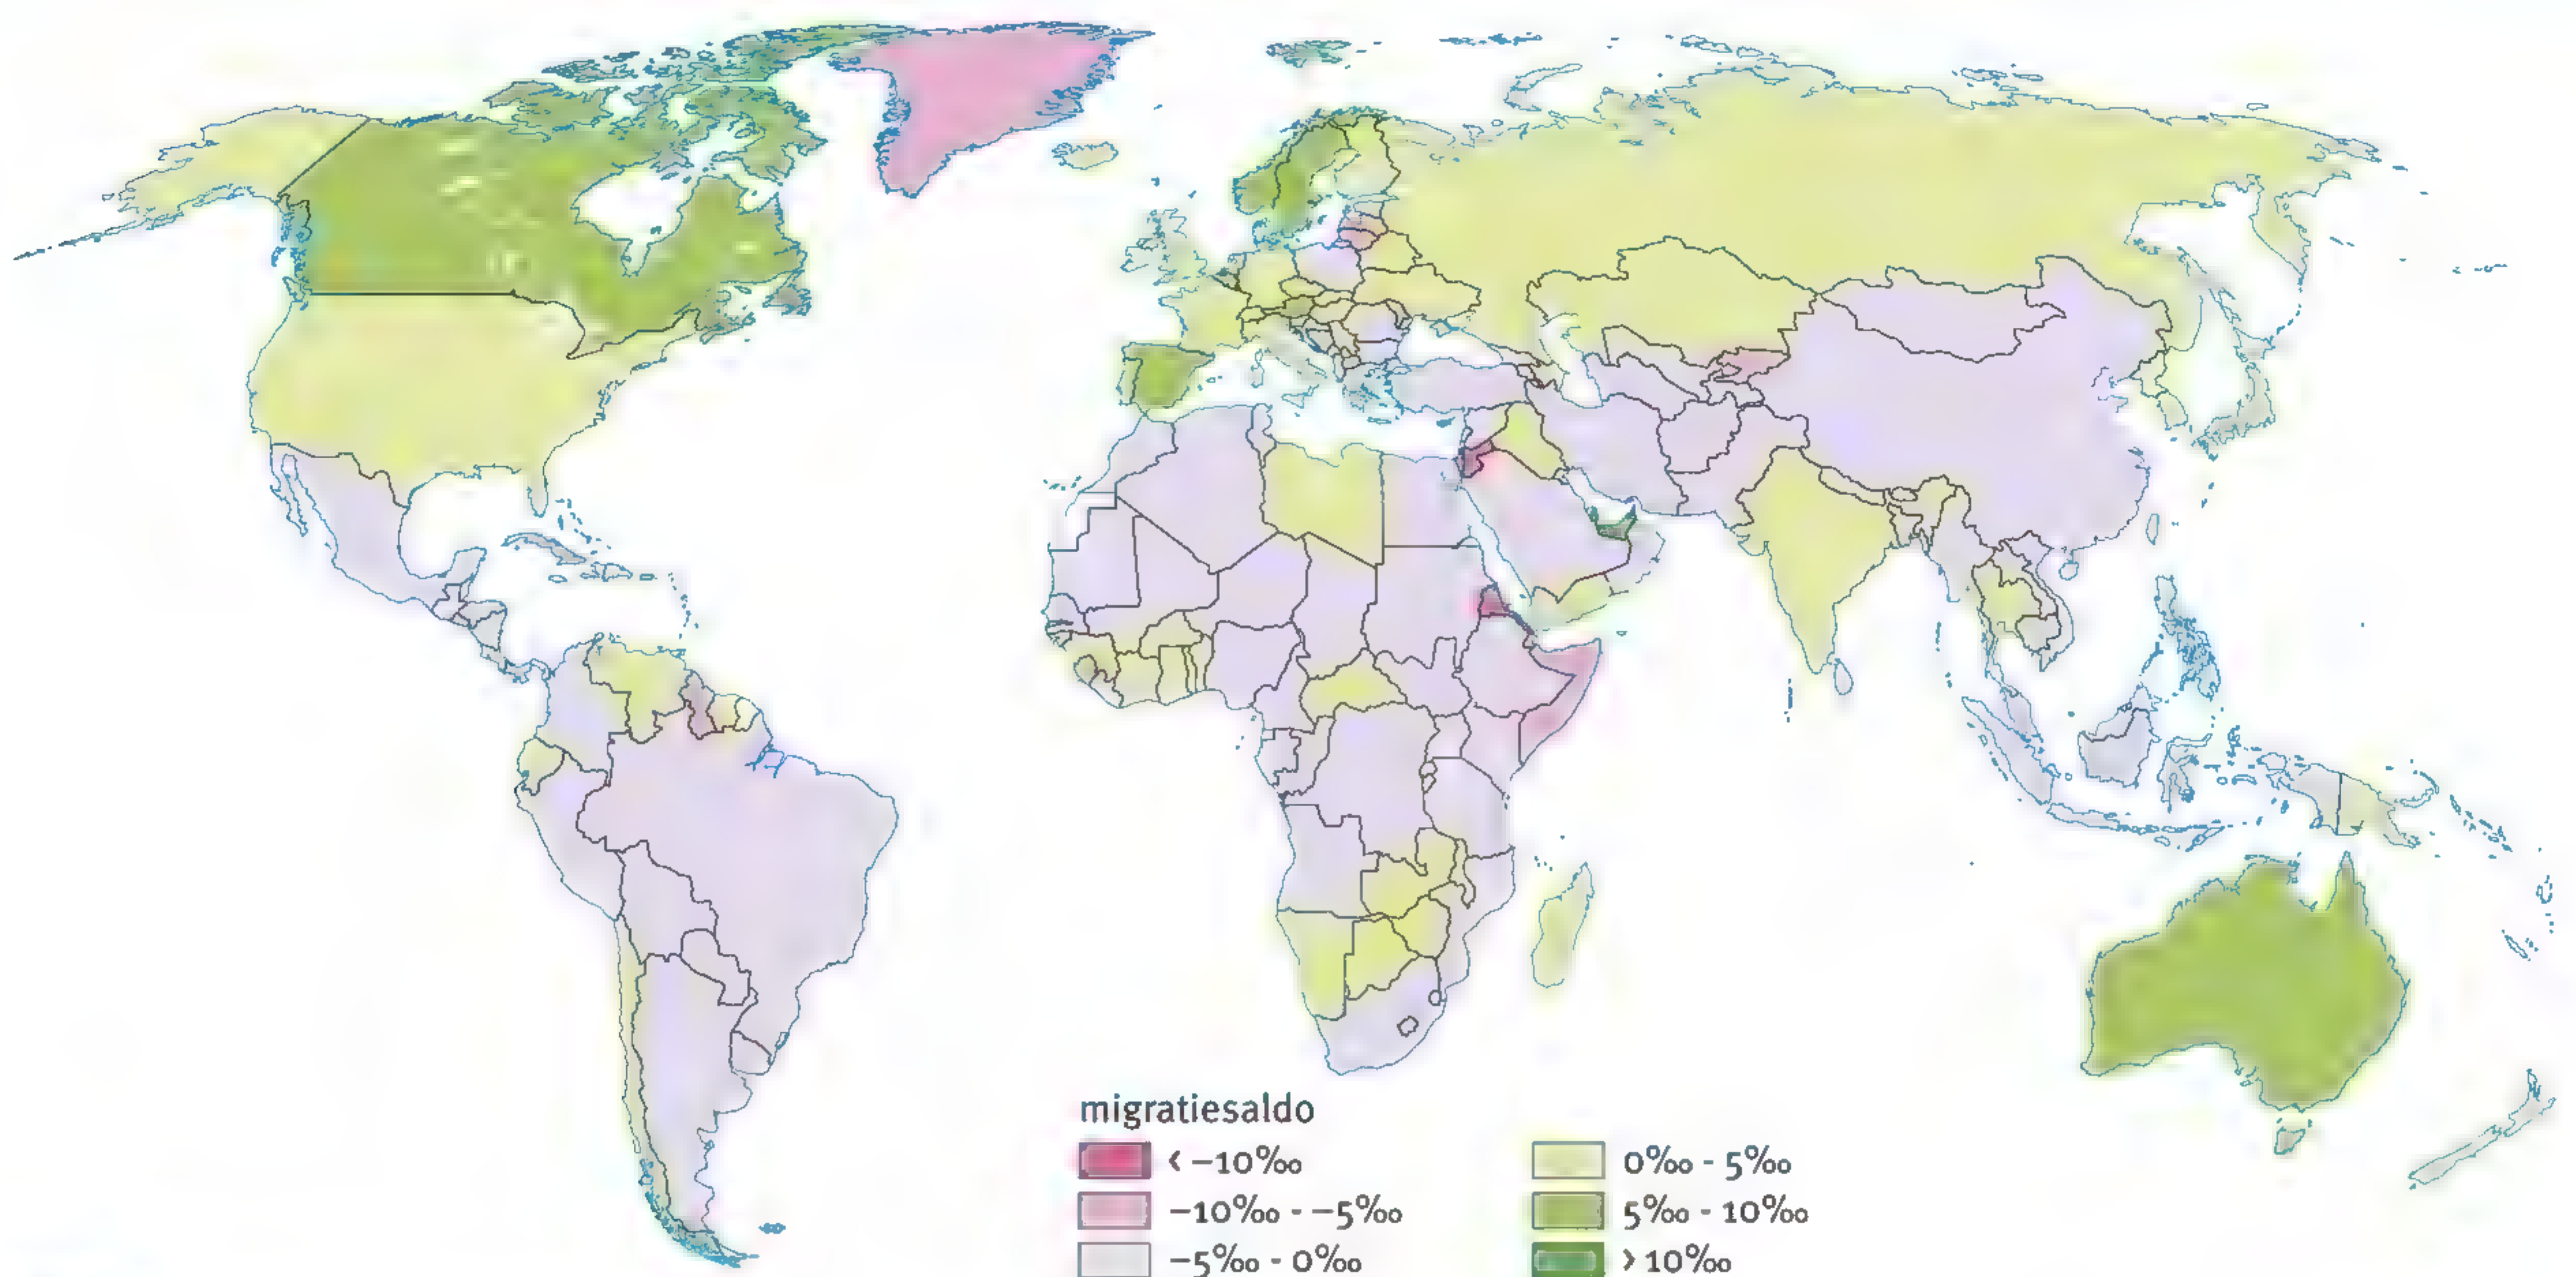 migratiesaldo
< −10‰
−10‰ - −5‰
−5‰ - 0‰
0‰ - 5‰
5‰ - 10‰
> 10‰